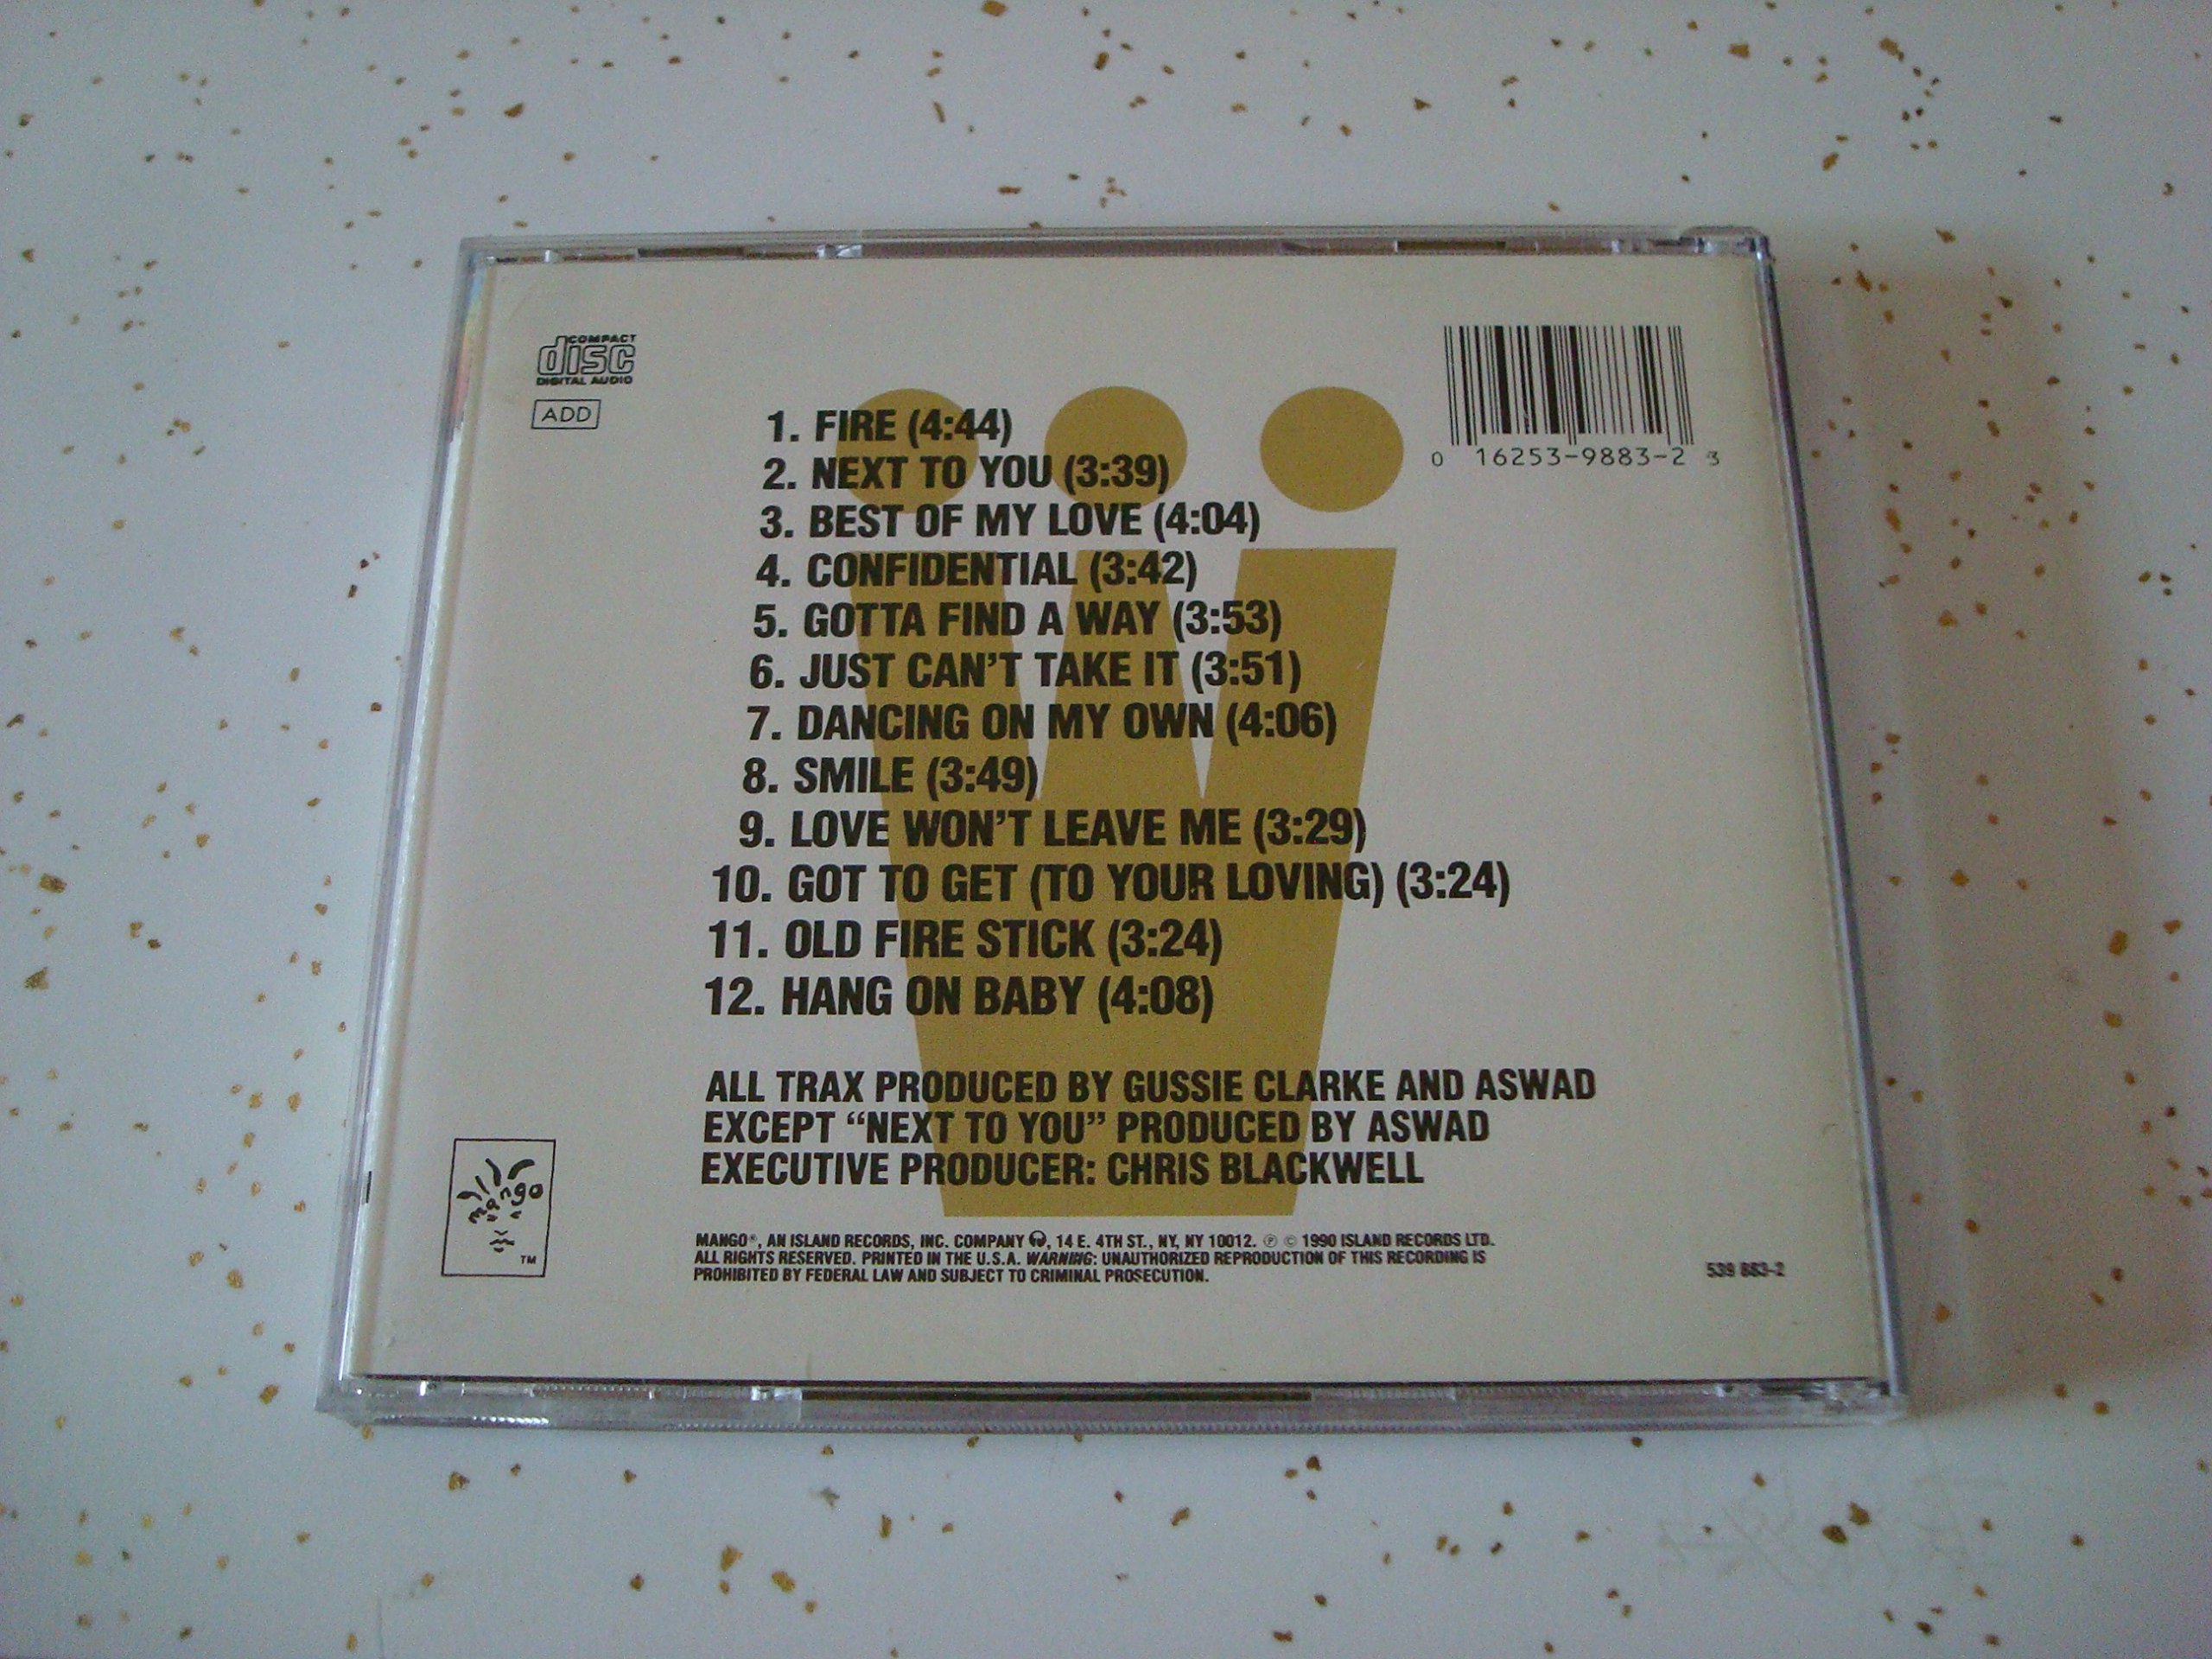 COMPACT
disc
DIGITAL AUDIO
ADD
0 16253-9883-2 3
1. FIRE (4:44)
2. NEXT TO YOU (3:39)
3. BEST OF MY LOVE (4:04)
4. CONFIDENTIAL (3:42)
5. GOTTA FIND A WAY (3:53)
6. JUST CAN'T TAKE IT (3:51)
7. DANCING ON MY OWN (4:06)
8. SMILE (3:49)
9. LOVE WON'T LEAVE ME (3:29)
10. GOT TO GET (TO YOUR LOVING) (3:24)
11. OLD FIRE STICK (3:24)
12. HANG ON BABY (4:08)
ALL TRAX PRODUCED BY GUSSIE CLARKE AND ASWAD
EXCEPT “NEXT TO YOU” PRODUCED BY ASWAD
EXECUTIVE PRODUCER: CHRIS BLACKWELL
mango
TM
MANGO®, AN ISLAND RECORDS, INC. COMPANY, 14 E. 4TH ST., NY, NY 10012. ℗ © 1990 ISLAND RECORDS LTD.
ALL RIGHTS RESERVED. PRINTED IN THE U.S.A. WARNING: UNAUTHORIZED REPRODUCTION OF THIS RECORDING IS
PROHIBITED BY FEDERAL LAW AND SUBJECT TO CRIMINAL PROSECUTION.
539 883-2